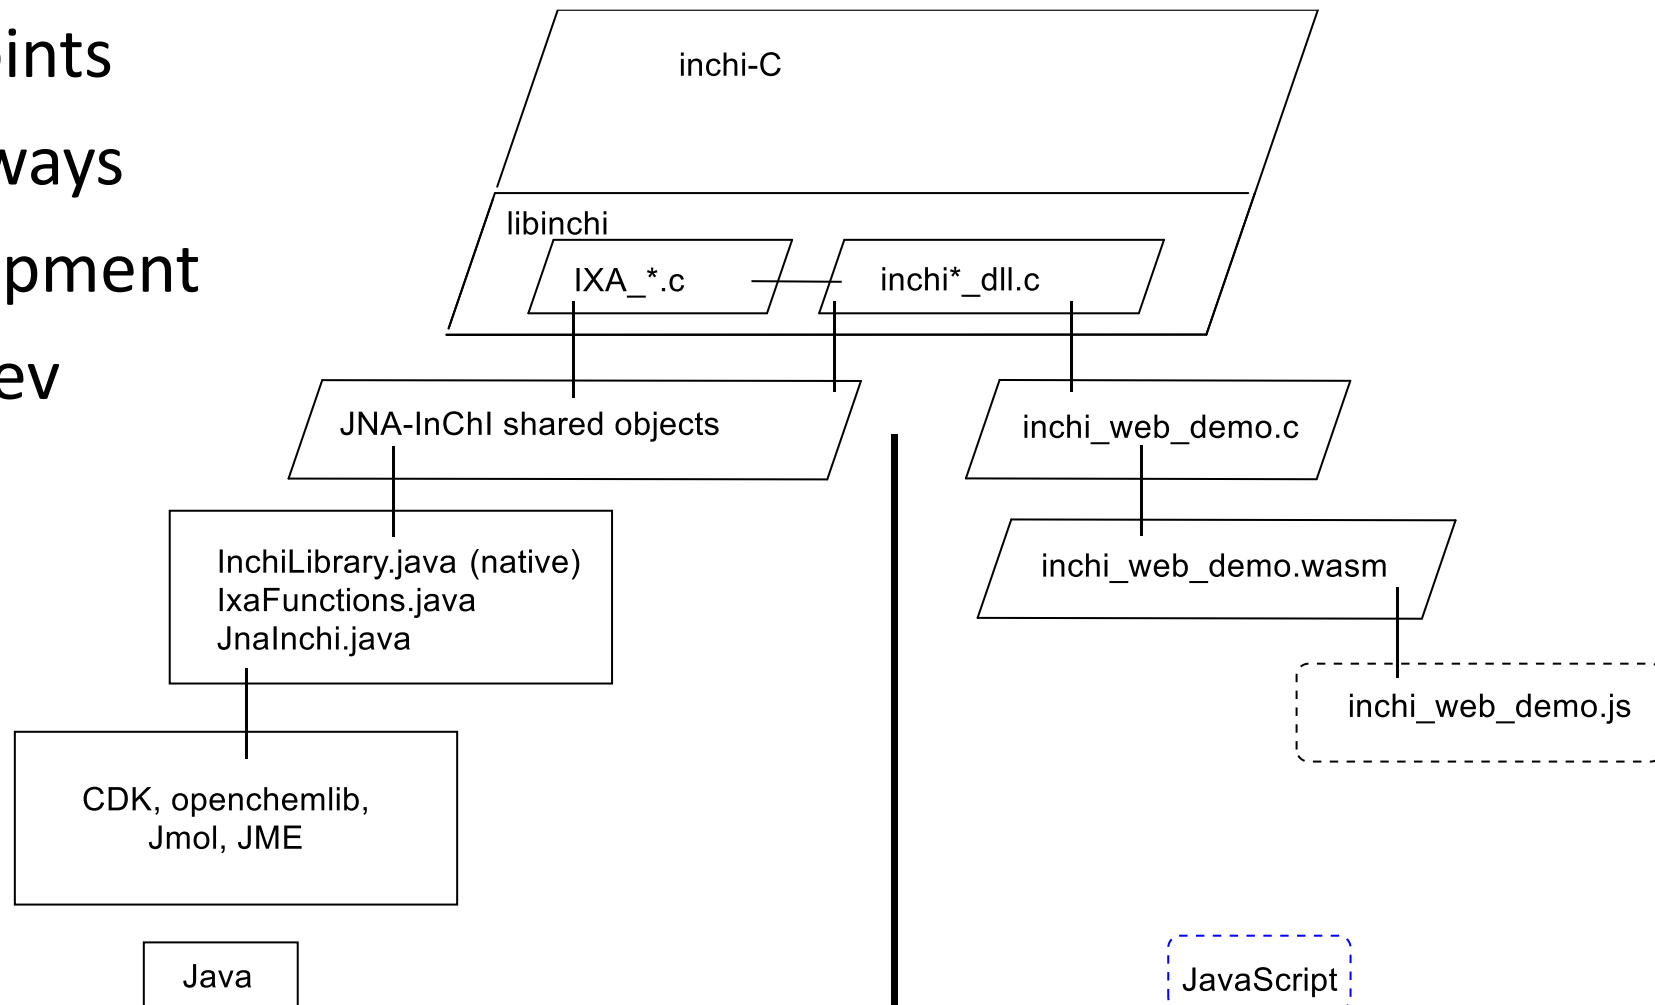 ints
ways
pment
ev
inchi-C
libinchi
IXA_*.c
inchi*_dll.c
JNA-InChI shared objects
inchi_web_demo.c
InchiLibrary.java (native)
IxaFunctions.java
JnaInchi.java
inchi_web_demo.wasm
inchi_web_demo.js
CDK, openchemlib,
Jmol, JME
Java
JavaScript